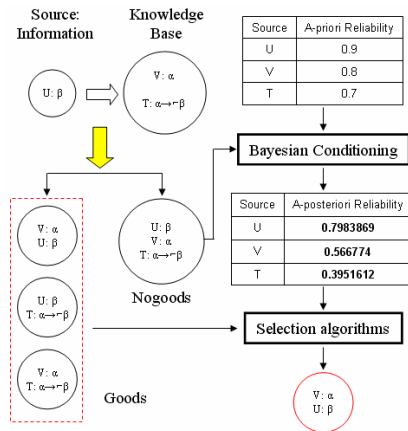 Source:
Information
Knowledge
Base
U: β
V: α
T: α→⌐β
Source A-priori Reliability
U 0.9
V 0.8
T 0.7
Bayesian Conditioning
Source A-posteriori Reliability
U 0.7983869
V 0.566774
T 0.3951612
V: α
U: β
U: β
T: α→⌐β
V: α
T: α→⌐β
Goods
U: β
V: α
T: α→⌐β
Nogoods
Selection algorithms
V: α
U: β